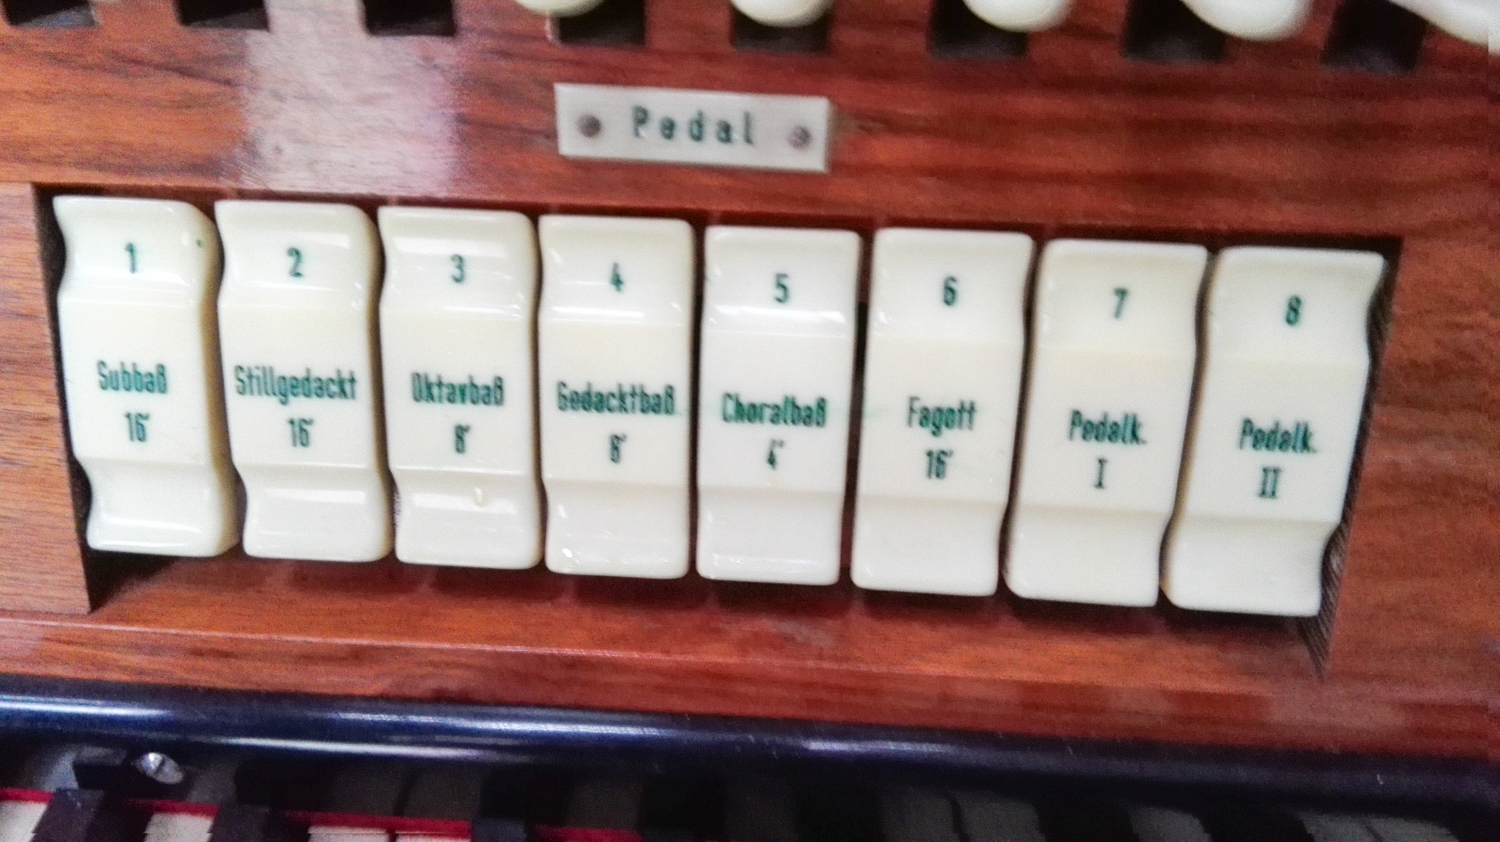 Pedal
1
Subbaß
16'
2
Stillgedackt
16'
3
Oktavbaß
8'
4
Gedacktbaß
8'
5
Choralbaß
4'
6
Fagott
16'
7
Pedalk.
I
8
Pedalk.
II